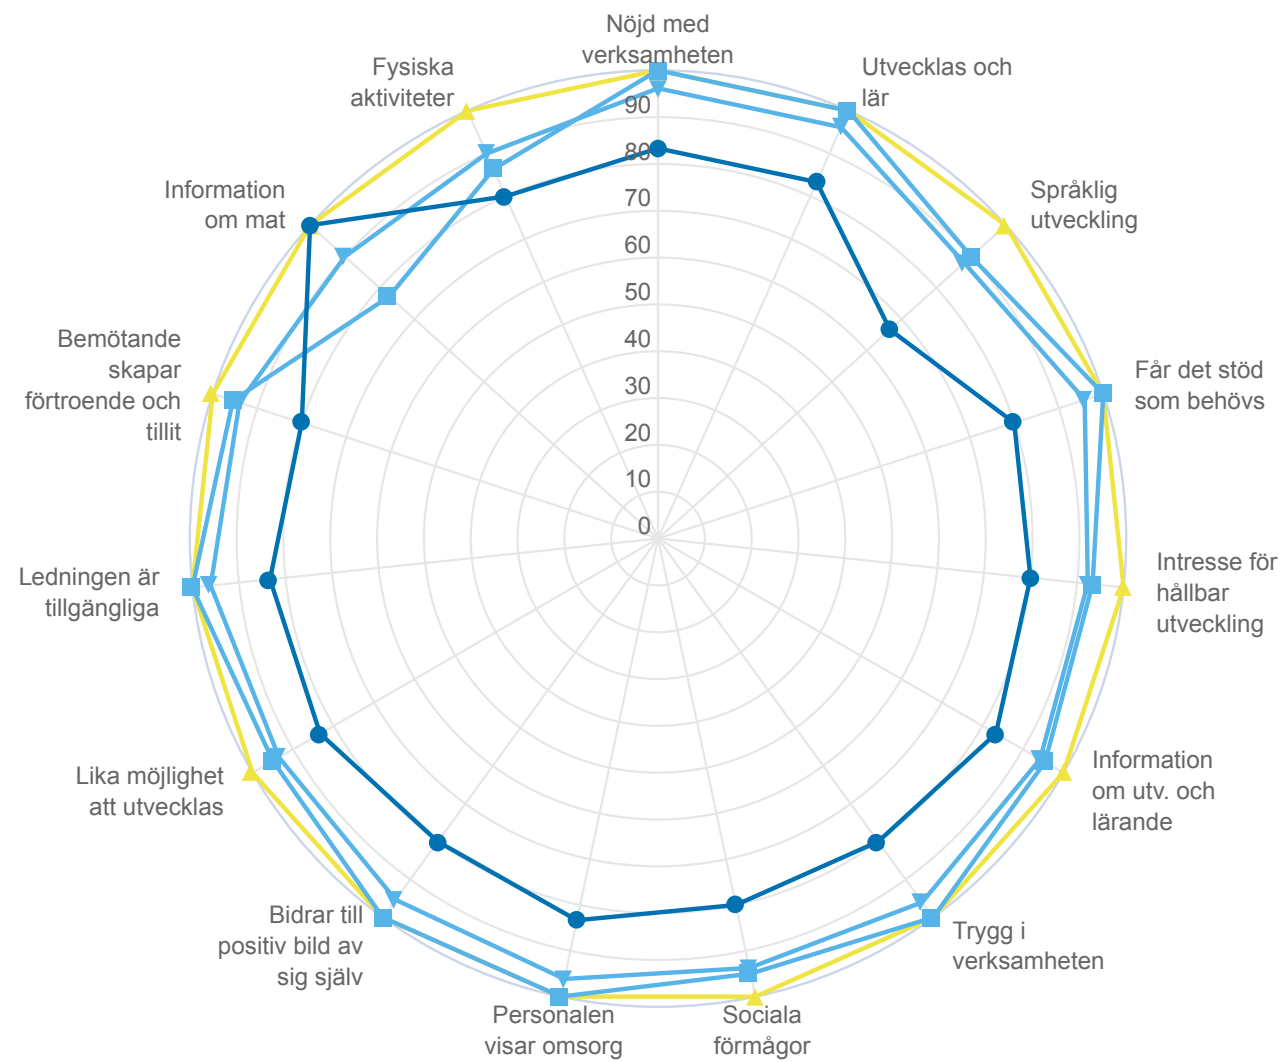 Nöjd med
verksamheten
Utvecklas och
lär
Språklig
utveckling
Får det stöd
som behövs
Intresse för
hållbar
utveckling
Information
om utv. och
lärande
Trygg i
verksamheten
Sociala
förmågor
Personalen
visar omsorg
Bidrar till
positiv bild av
sig själv
Lika möjlighet
att utvecklas
Ledningen är
tillgängliga
Bemötande
skapar
förtroende och
tillit
Information
om mat
Fysiska
aktiviteter
90
80
70
60
50
40
30
20
10
0